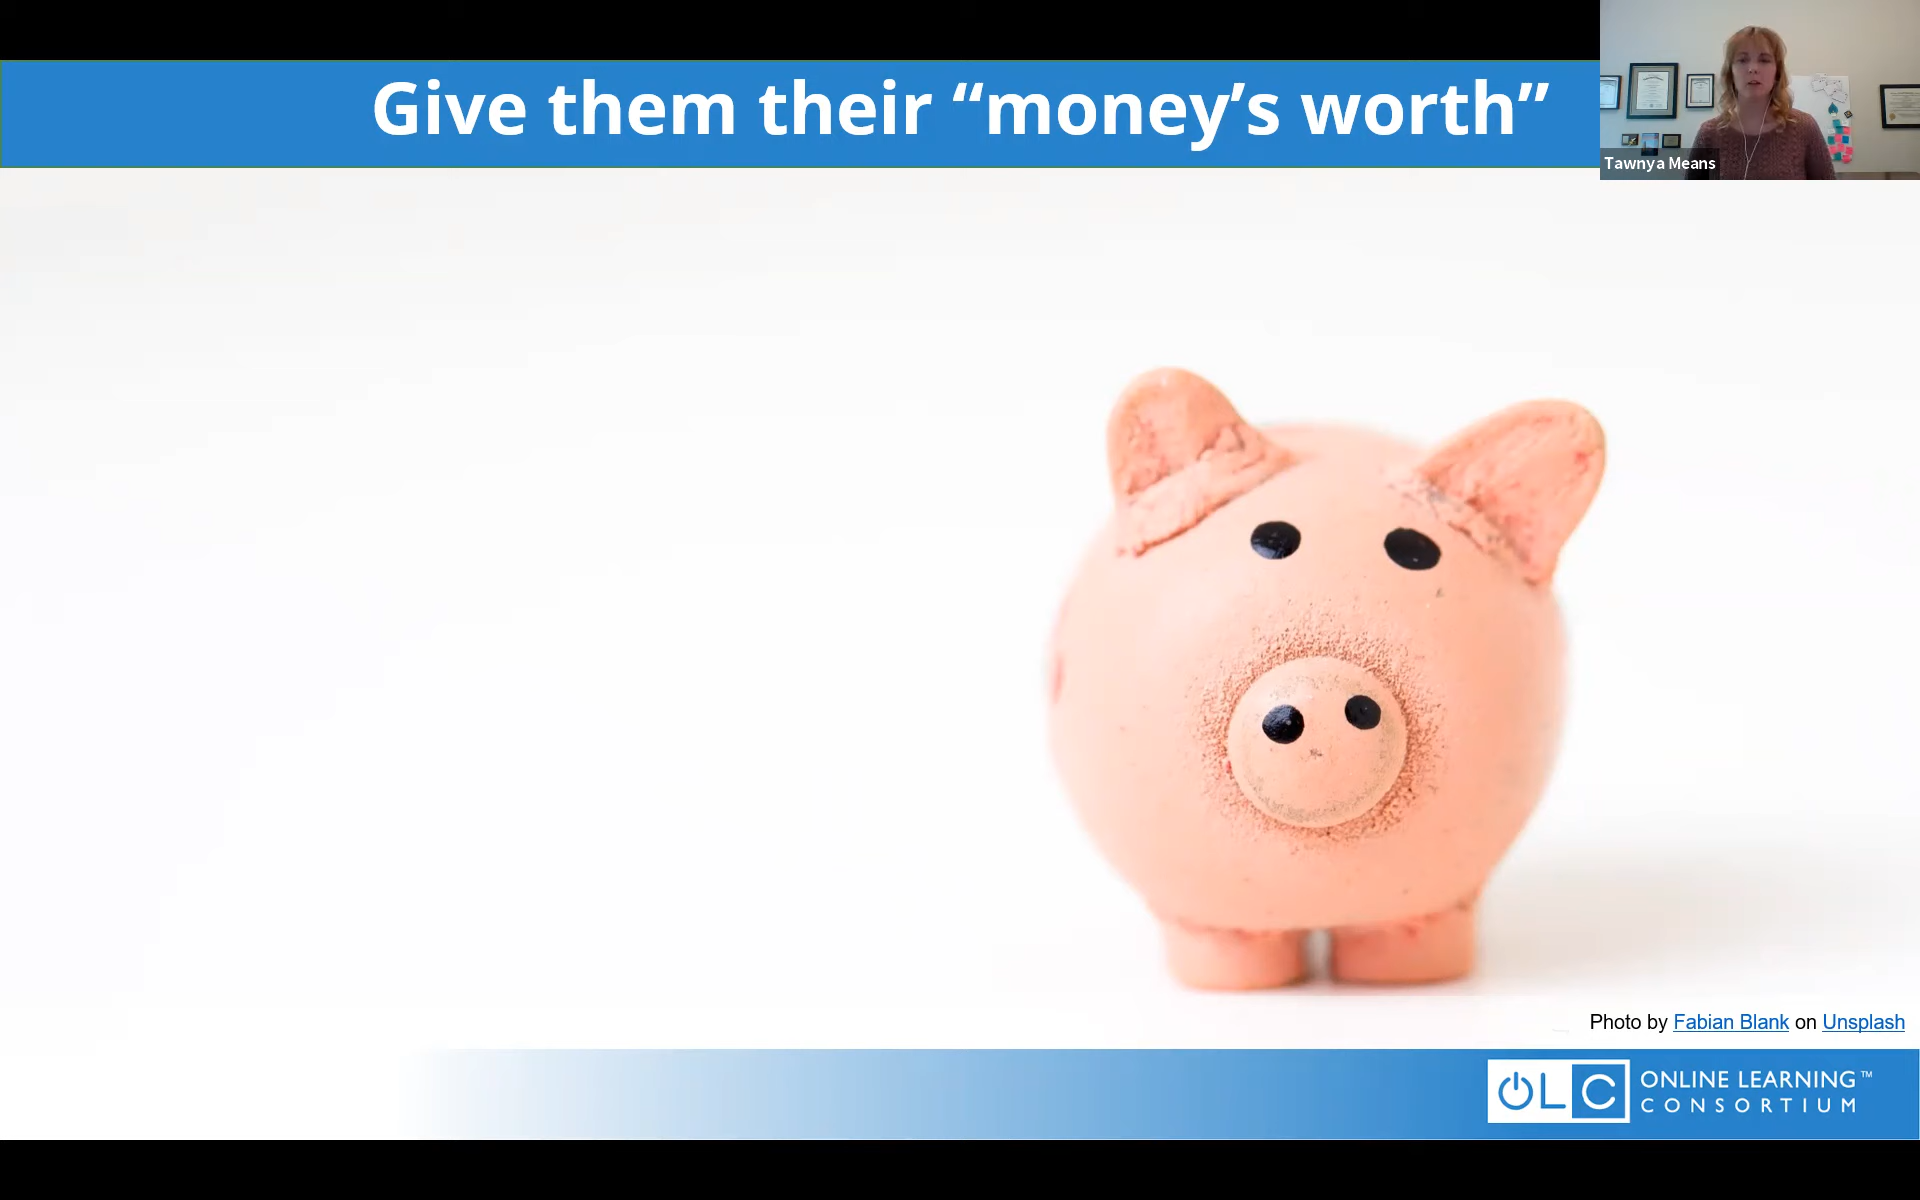 Give them their “money’s worth”
Tawnya Means
Photo by Fabian Blank on Unsplash
OLC ONLINE LEARNING™
CONSORTIUM